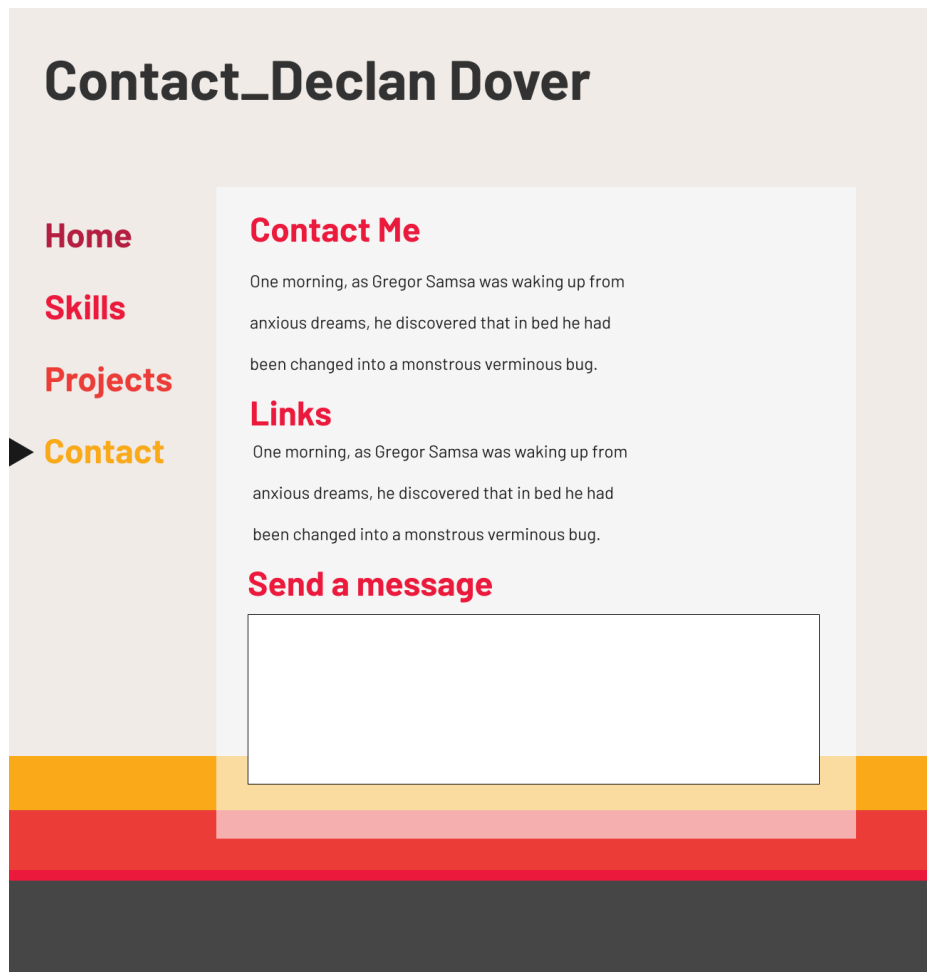 Contact_Declan Dover
Home
Skills
Projects
Contact
Contact Me
One morning, as Gregor Samsa was waking up from
anxious dreams, he discovered that in bed he had
been changed into a monstrous verminous bug.
Links
One morning, as Gregor Samsa was waking up from
anxious dreams, he discovered that in bed he had
been changed into a monstrous verminous bug.
Send a message